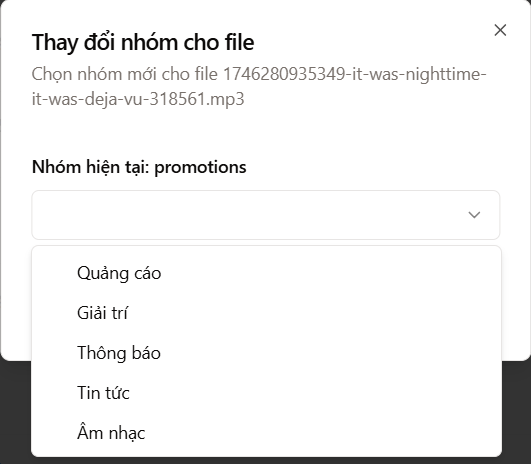 Thay đổi nhóm cho file
Chọn nhóm mới cho file 1746280935349-it-was-nighttime-
it-was-deja-vu-318561.mp3
Nhóm hiện tại: promotions
Quảng cáo
Giải trí
Thông báo
Tin tức
Âm nhạc